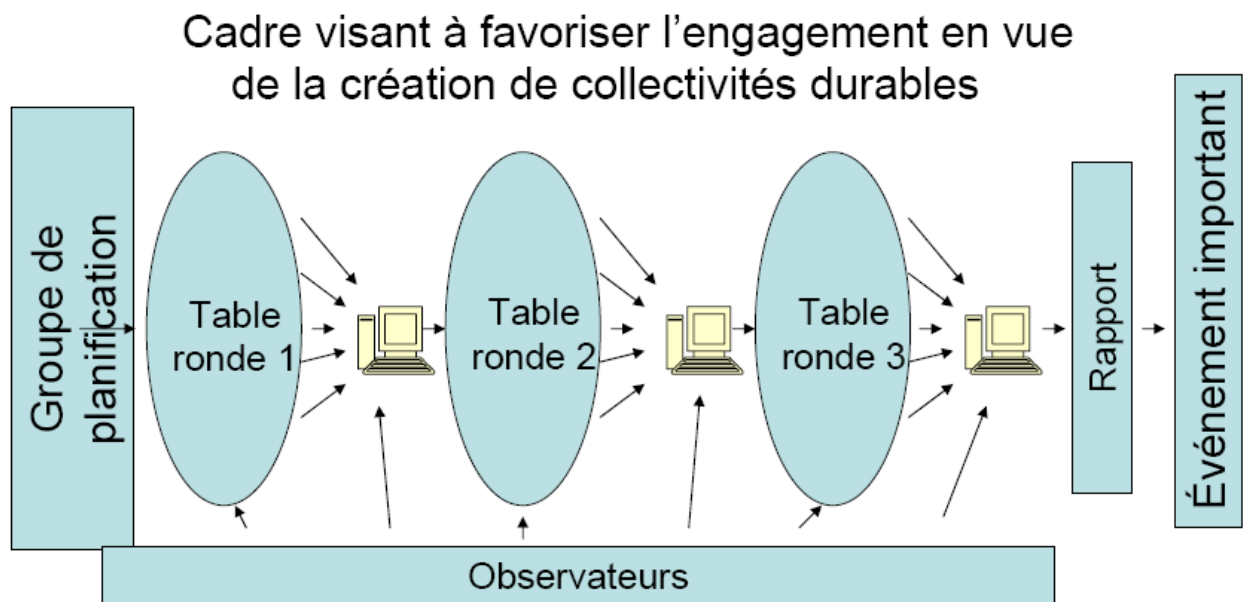 Cadre visant à favoriser l’engagement en vue
de la création de collectivités durables
Groupe de
planification
Table
ronde 1
Table
ronde 2
Table
ronde 3
Rapport
Événement important
Observateurs